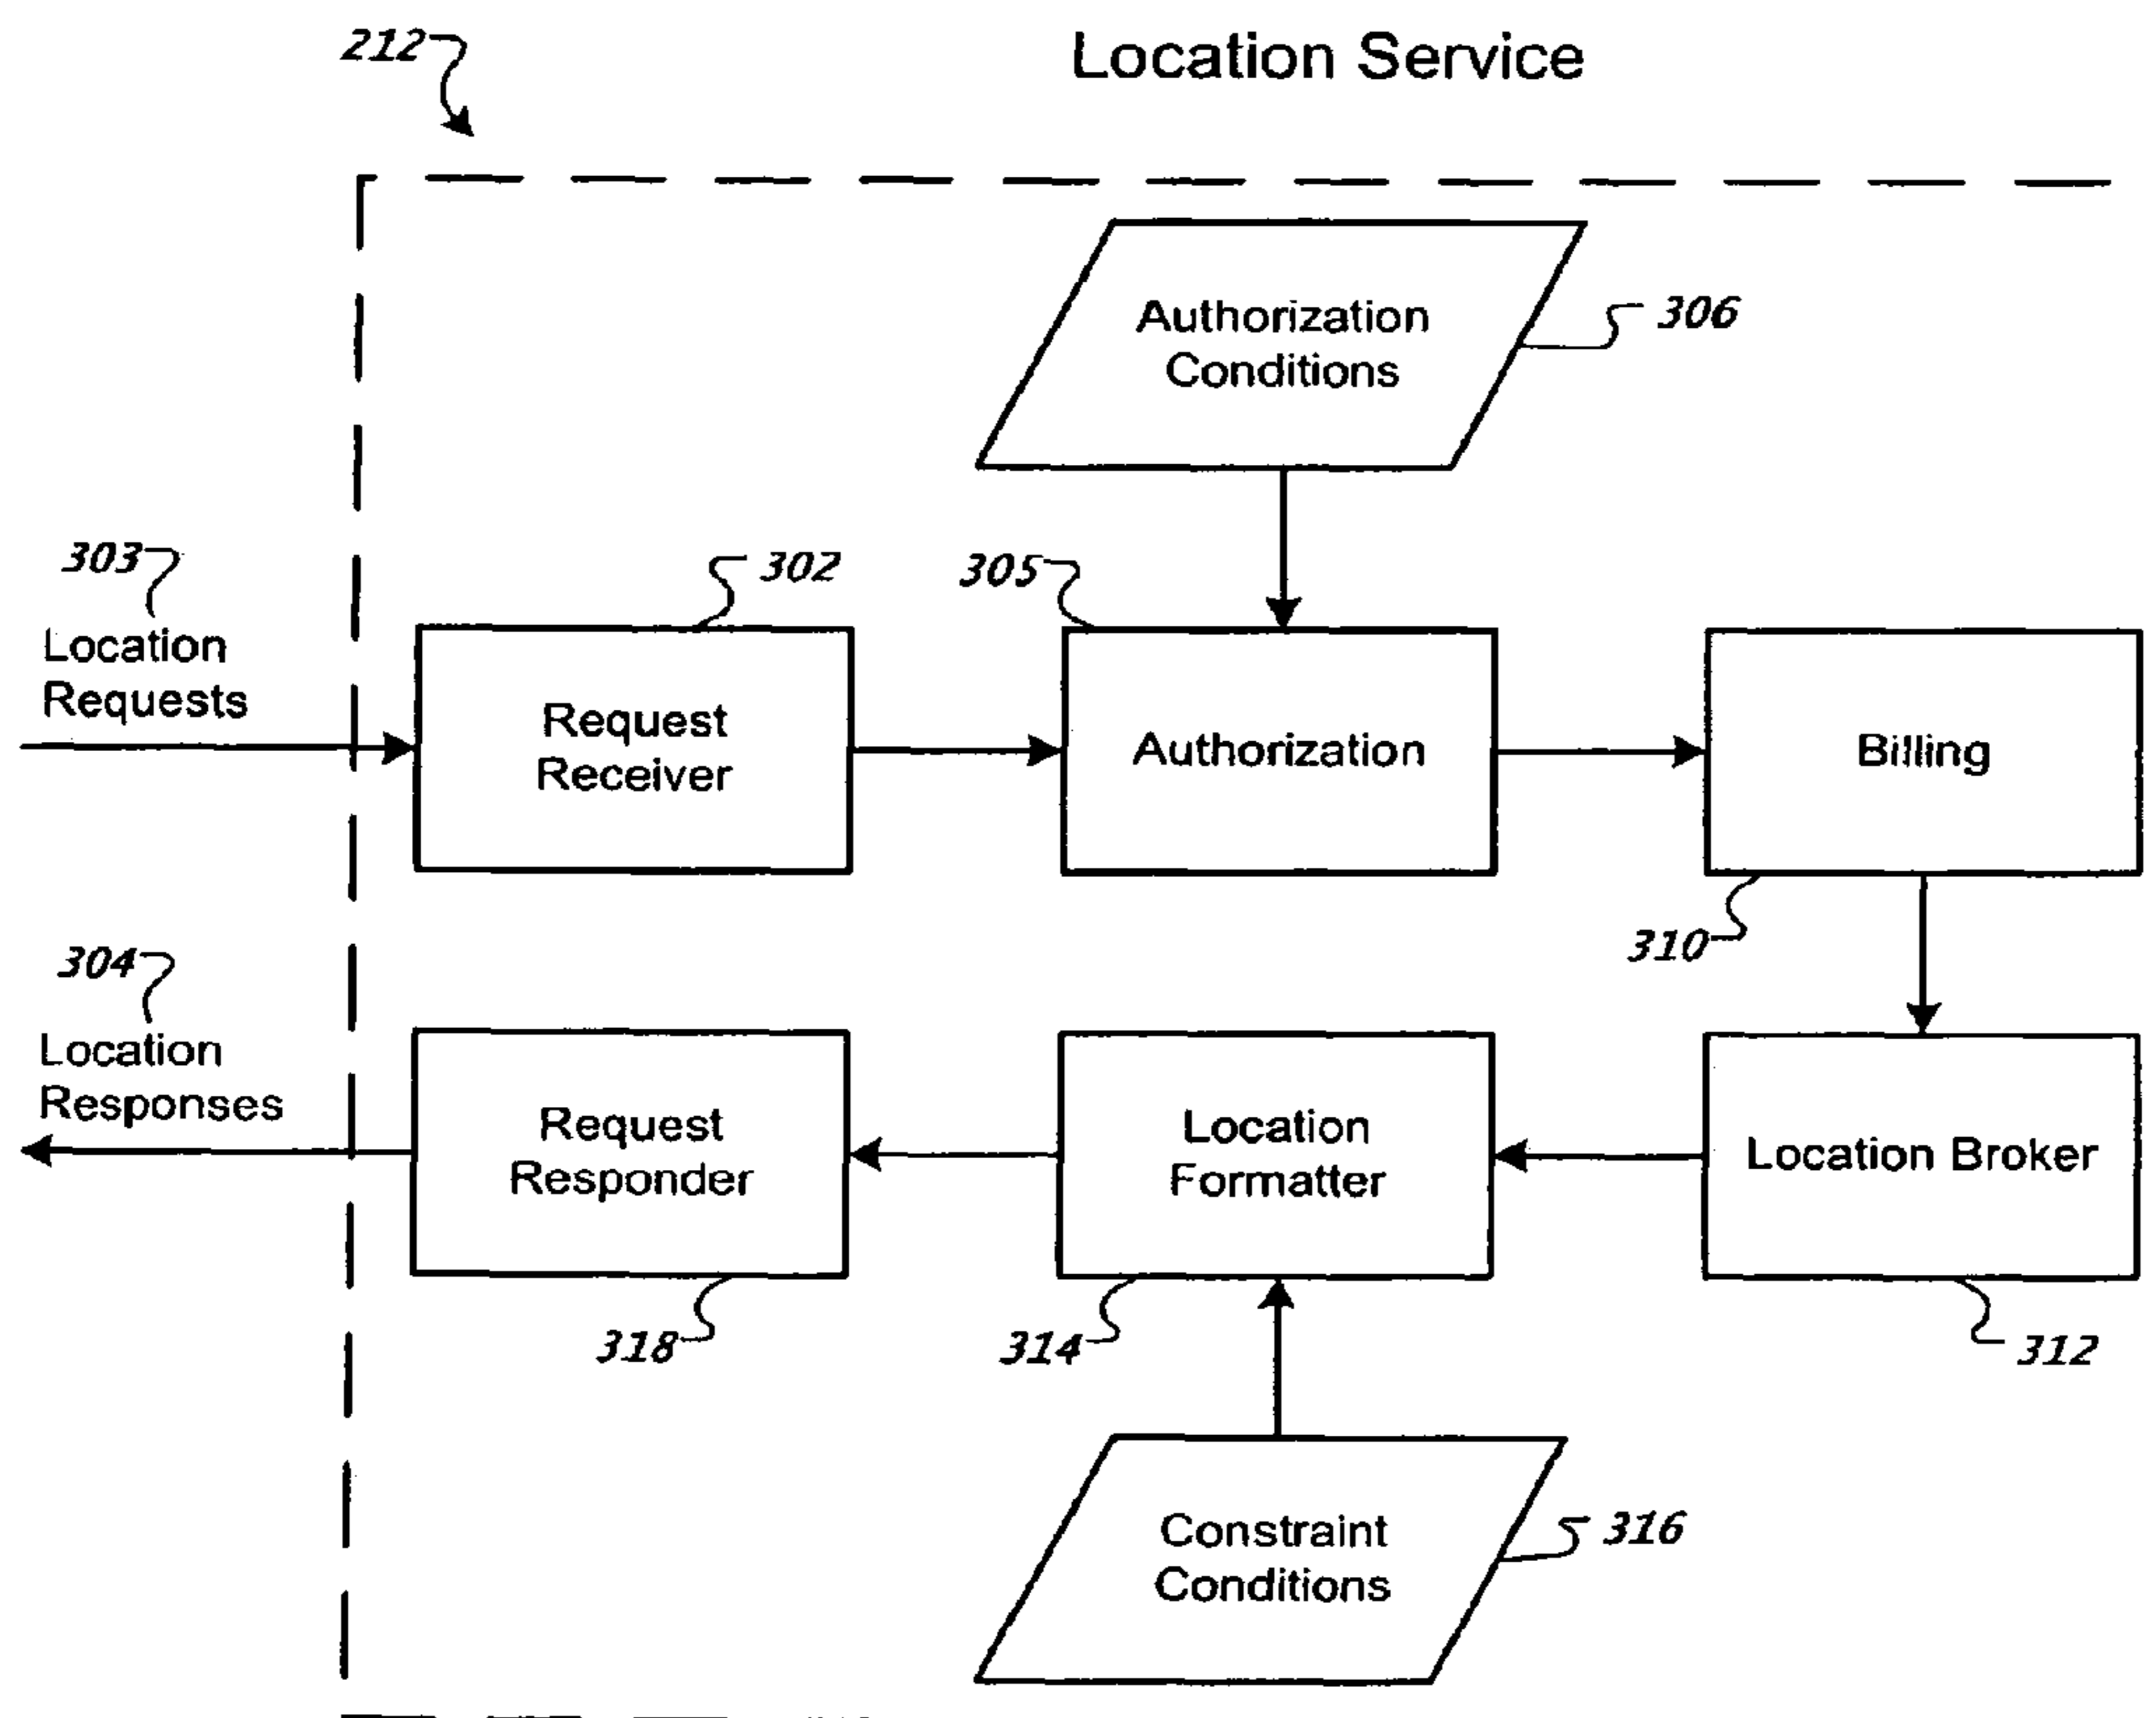 212
Location Service
Authorization
Conditions
306
303
302
305
Location
Requests
Request
Receiver
Authorization
Billing
310
304
Location
Responses
Request
Responder
Location
Formatter
Location Broker
318
314
312
Constraint
Conditions
316